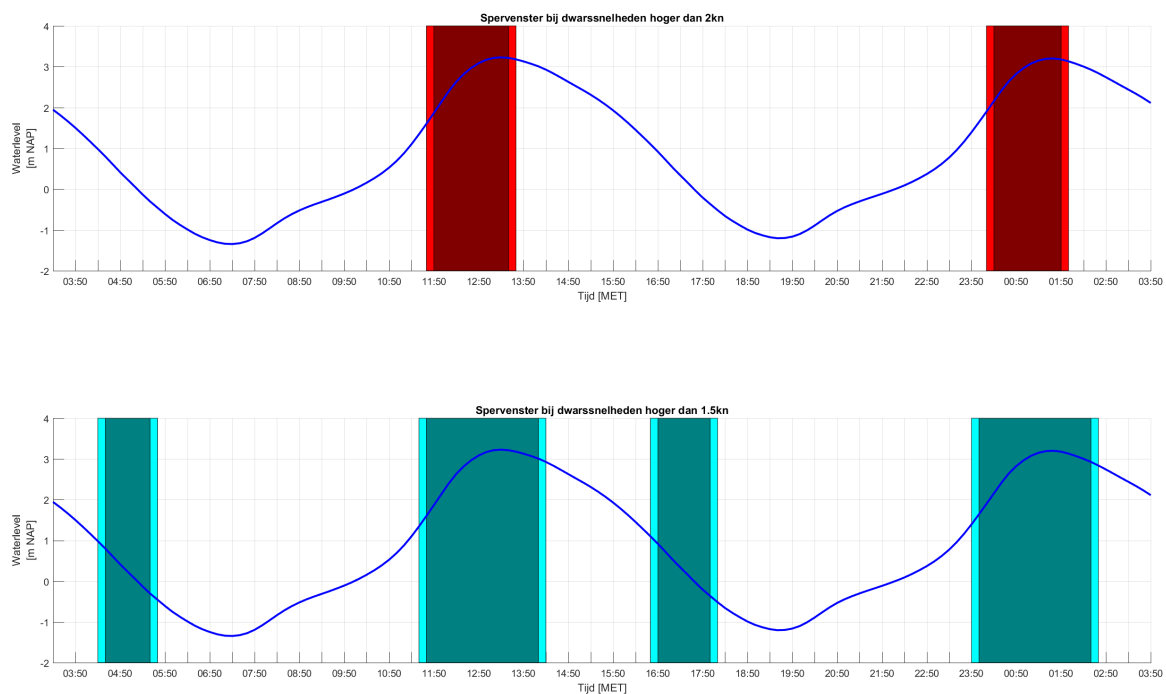 Spervenster bij dwarssnelheden hoger dan 2kn
4
3
2
1
0
-1
-2
Waterlevel
[m NAP]
03:50 04:50 05:50 06:50 07:50 08:50 09:50 10:50 11:50 12:50 13:50 14:50 15:50 16:50 17:50 18:50 19:50 20:50 21:50 22:50 23:50 00:50 01:50 02:50 03:50
Tijd [MET]
Spervenster bij dwarssnelheden hoger dan 1.5kn
4
3
2
1
0
-1
-2
Waterlevel
[m NAP]
03:50 04:50 05:50 06:50 07:50 08:50 09:50 10:50 11:50 12:50 13:50 14:50 15:50 16:50 17:50 18:50 19:50 20:50 21:50 22:50 23:50 00:50 01:50 02:50 03:50
Tijd [MET]